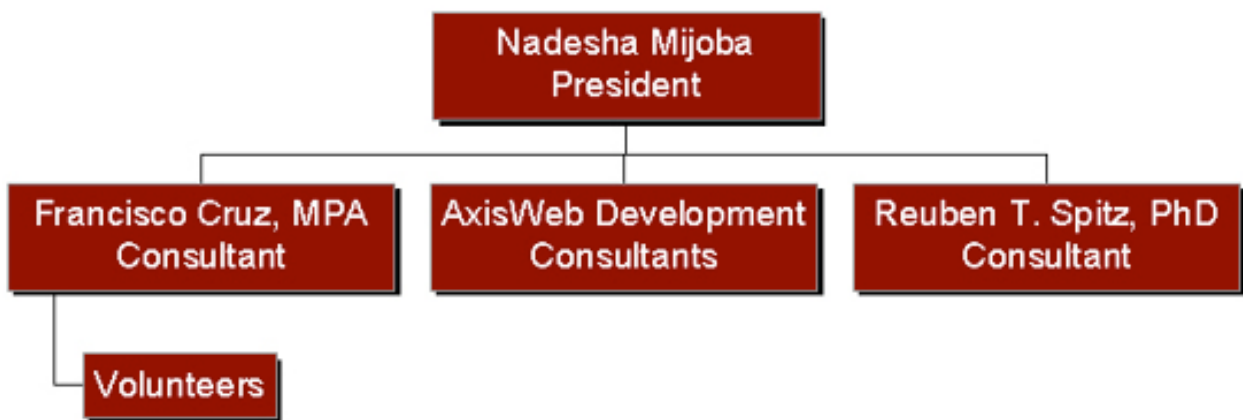 Nadesha Mijoba
President
Francisco Cruz, MPA
Consultant
AxisWeb Development
Consultants
Reuben T. Spitz, PhD
Consultant
Volunteers